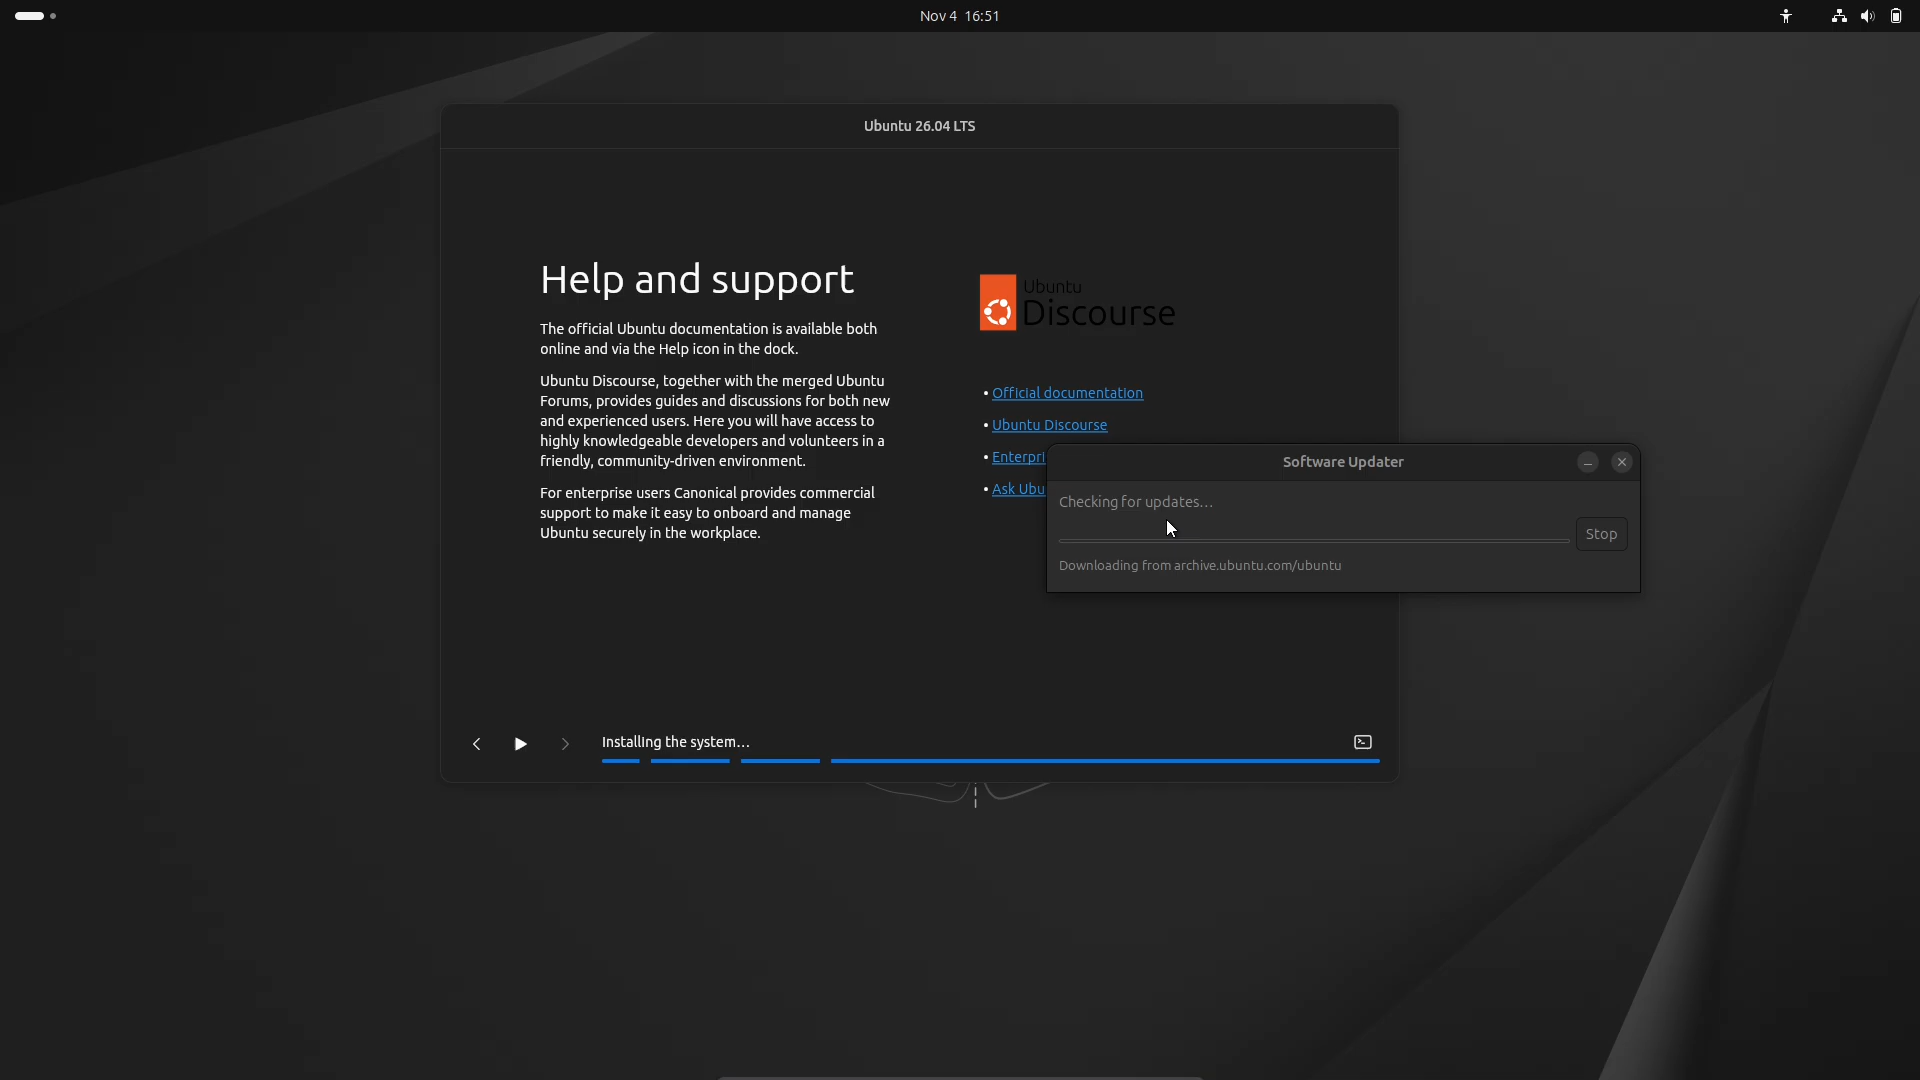 Nov 4 16:51
Ubuntu 26.04 LTS
Help and support
The official Ubuntu documentation is available both
online and via the Help icon in the dock.
Ubuntu Discourse, together with the merged Ubuntu
Forums, provides guides and discussions for both new
and experienced users. Here you will have access to
highly knowledgeable developers and volunteers in a
friendly, community-driven environment.
For enterprise users Canonical provides commercial
support to make it easy to onboard and manage
Ubuntu securely in the workplace.
Ubuntu
Discourse
• Official documentation
• Ubuntu Discourse
• Enterpri
• Ask Ubu
Software Updater
Checking for updates...
Stop
Downloading from archive.ubuntu.com/ubuntu
Installing the system...